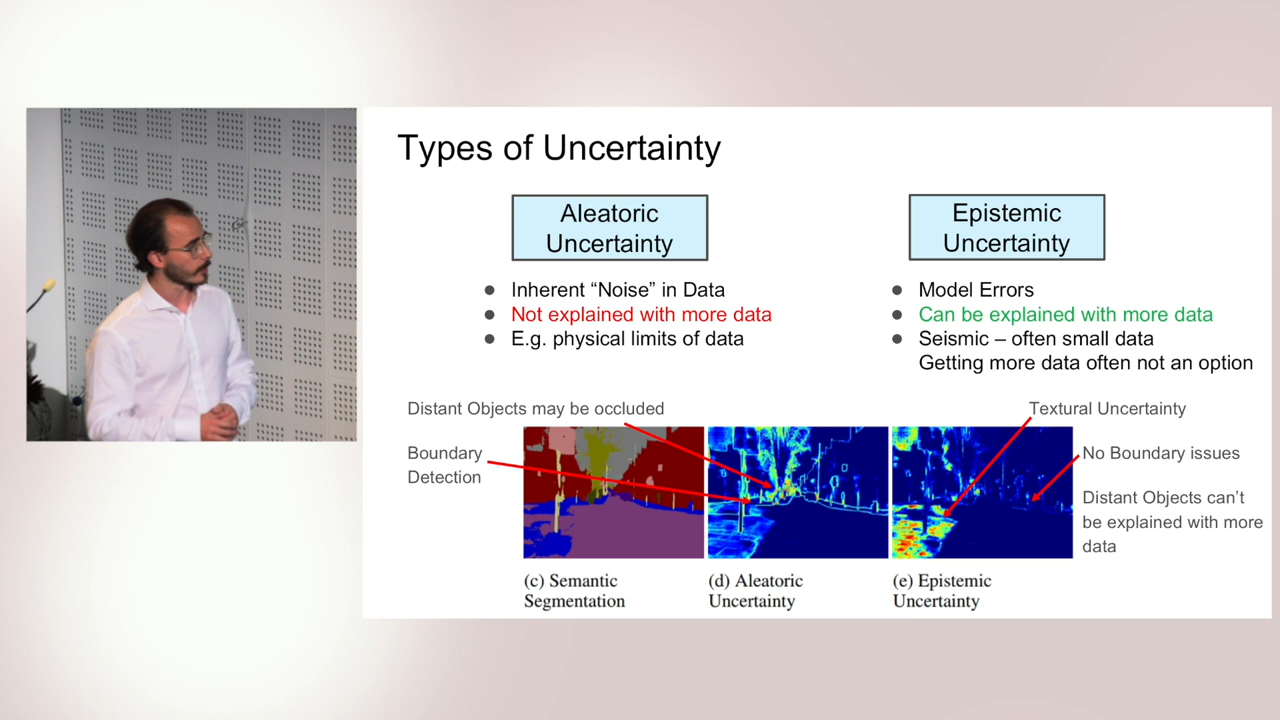 Types of Uncertainty
Aleatoric
Uncertainty
● Inherent “Noise” in Data
● Not explained with more data
● E.g. physical limits of data
Epistemic
Uncertainty
● Model Errors
● Can be explained with more data
● Seismic – often small data
Getting more data often not an option
Distant Objects may be occluded
Boundary
Detection
Textural Uncertainty
No Boundary issues
Distant Objects can’t
be explained with more
data
(c) Semantic
Segmentation
(d) Aleatoric
Uncertainty
(e) Epistemic
Uncertainty